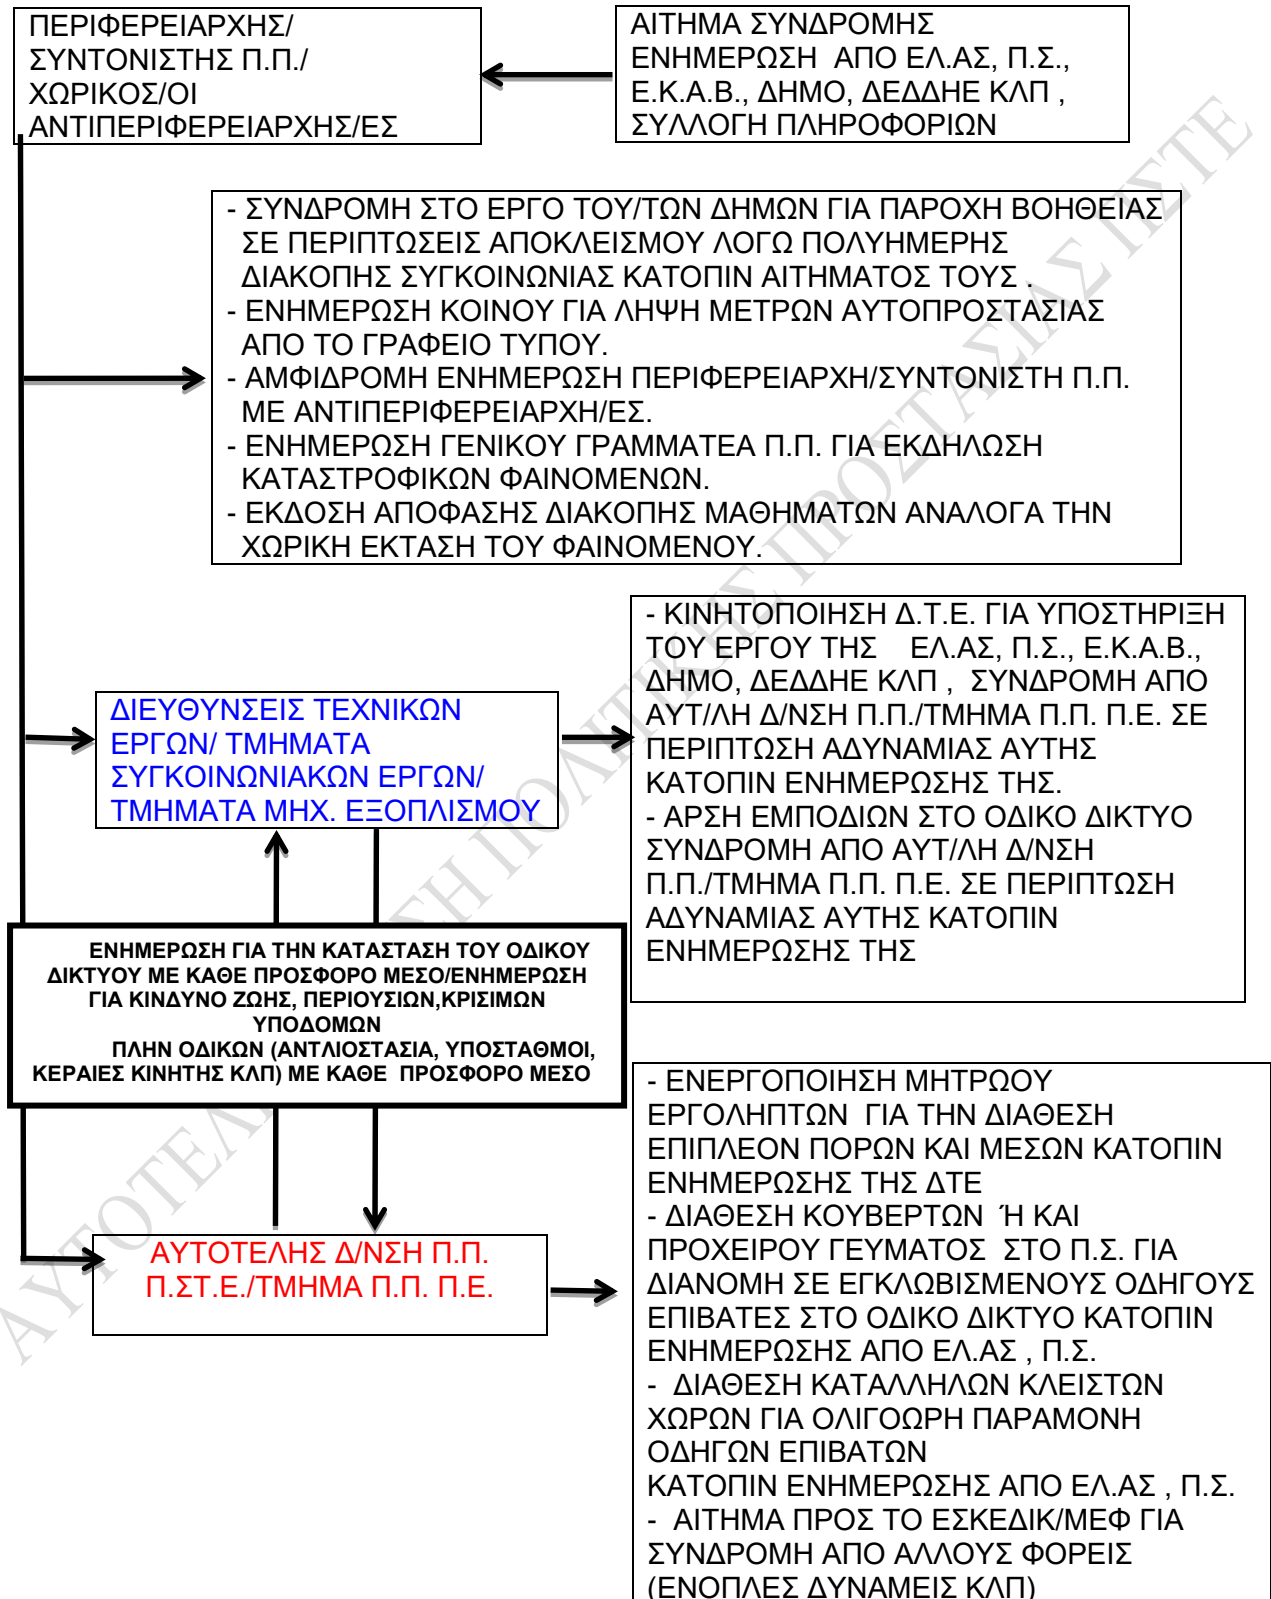 ΠΕΡΙΦΕΡΕΙΑΡΧΗΣ/
ΣΥΝΤΟΝΙΣΤΗΣ Π.Π./
ΧΩΡΙΚΟΣ/ΟΙ
ΑΝΤΙΠΕΡΙΦΕΡΕΙΑΡΧΗΣ/ΕΣ
ΑΙΤΗΜΑ ΣΥΝΔΡΟΜΗΣ
ΕΝΗΜΕΡΩΣΗ ΑΠΟ ΕΛ.ΑΣ, Π.Σ.,
Ε.Κ.Α.Β., ΔΗΜΟ, ΔΕΔΔΗΕ ΚΛΠ ,
ΣΥΛΛΟΓΗ ΠΛΗΡΟΦΟΡΙΩΝ
- ΣΥΝΔΡΟΜΗ ΣΤΟ ΕΡΓΟ ΤΟΥ/ΤΩΝ ΔΗΜΩΝ ΓΙΑ ΠΑΡΟΧΗ ΒΟΗΘΕΙΑΣ
ΣΕ ΠΕΡΙΠΤΩΣΕΙΣ ΑΠΟΚΛΕΙΣΜΟΥ ΛΟΓΩ ΠΟΛΥΗΜΕΡΗΣ
ΔΙΑΚΟΠΗΣ ΣΥΓΚΟΙΝΩΝΙΑΣ ΚΑΤΟΠΙΝ ΑΙΤΗΜΑΤΟΣ ΤΟΥΣ .
- ΕΝΗΜΕΡΩΣΗ ΚΟΙΝΟΥ ΓΙΑ ΛΗΨΗ ΜΕΤΡΩΝ ΑΥΤΟΠΡΟΣΤΑΣΙΑΣ
ΑΠΟ ΤΟ ΓΡΑΦΕΙΟ ΤΥΠΟΥ.
- ΑΜΦΙΔΡΟΜΗ ΕΝΗΜΕΡΩΣΗ ΠΕΡΙΦΕΡΕΙΑΡΧΗ/ΣΥΝΤΟΝΙΣΤΗ Π.Π.
ΜΕ ΑΝΤΙΠΕΡΙΦΕΡΕΙΑΡΧΗ/ΕΣ.
- ΕΝΗΜΕΡΩΣΗ ΓΕΝΙΚΟΥ ΓΡΑΜΜΑΤΕΑ Π.Π. ΓΙΑ ΕΚΔΗΛΩΣΗ
ΚΑΤΑΣΤΡΟΦΙΚΩΝ ΦΑΙΝΟΜΕΝΩΝ.
- ΕΚΔΟΣΗ ΑΠΟΦΑΣΗΣ ΔΙΑΚΟΠΗΣ ΜΑΘΗΜΑΤΩΝ ΑΝΑΛΟΓΑ ΤΗΝ
ΧΩΡΙΚΗ ΕΚΤΑΣΗ ΤΟΥ ΦΑΙΝΟΜΕΝΟΥ.
ΔΙΕΥΘΥΝΣΕΙΣ ΤΕΧΝΙΚΩΝ
ΕΡΓΩΝ/ ΤΜΗΜΑΤΑ
ΣΥΓΚΟΙΝΩΝΙΑΚΩΝ ΕΡΓΩΝ/
ΤΜΗΜΑΤΑ ΜΗΧ. ΕΞΟΠΛΙΣΜΟΥ
- ΚΙΝΗΤΟΠΟΙΗΣΗ Δ.Τ.Ε. ΓΙΑ ΥΠΟΣΤΗΡΙΞΗ
ΤΟΥ ΕΡΓΟΥ ΤΗΣ ΕΛ.ΑΣ, Π.Σ., Ε.Κ.Α.Β.,
ΔΗΜΟ, ΔΕΔΔΗΕ ΚΛΠ , ΣΥΝΔΡΟΜΗ ΑΠΟ
ΑΥΤ/ΛΗ Δ/ΝΣΗ Π.Π./ΤΜΗΜΑ Π.Π. Π.Ε. ΣΕ
ΠΕΡΙΠΤΩΣΗ ΑΔΥΝΑΜΙΑΣ ΑΥΤΗΣ
ΚΑΤΟΠΙΝ ΕΝΗΜΕΡΩΣΗΣ ΤΗΣ.
- ΑΡΣΗ ΕΜΠΟΔΙΩΝ ΣΤΟ ΟΔΙΚΟ ΔΙΚΤΥΟ
ΣΥΝΔΡΟΜΗ ΑΠΟ ΑΥΤ/ΛΗ Δ/ΝΣΗ
Π.Π./ΤΜΗΜΑ Π.Π. Π.Ε. ΣΕ ΠΕΡΙΠΤΩΣΗ
ΑΔΥΝΑΜΙΑΣ ΑΥΤΗΣ ΚΑΤΟΠΙΝ
ΕΝΗΜΕΡΩΣΗΣ ΤΗΣ
ΕΝΗΜΕΡΩΣΗ ΓΙΑ ΤΗΝ ΚΑΤΑΣΤΑΣΗ ΤΟΥ ΟΔΙΚΟΥ
ΔΙΚΤΥΟΥ ΜΕ ΚΑΘΕ ΠΡΟΣΦΟΡΟ ΜΕΣΟ/ΕΝΗΜΕΡΩΣΗ
ΓΙΑ ΚΙΝΔΥΝΟ ΖΩΗΣ, ΠΕΡΙΟΥΣΙΩΝ,ΚΡΙΣΙΜΩΝ
ΥΠΟΔΟΜΩΝ
ΠΛΗΝ ΟΔΙΚΩΝ (ΑΝΤΛΙΟΣΤΑΣΙΑ, ΥΠΟΣΤΑΘΜΟΙ,
ΚΕΡΑΙΕΣ ΚΙΝΗΤΗΣ ΚΛΠ) ΜΕ ΚΑΘΕ ΠΡΟΣΦΟΡΟ ΜΕΣΟ
ΑΥΤΟΤΕΛΗΣ Δ/ΝΣΗ Π.Π.
Π.ΣΤ.Ε./ΤΜΗΜΑ Π.Π. Π.Ε.
- ΕΝΕΡΓΟΠΟΙΗΣΗ ΜΗΤΡΩΟΥ
ΕΡΓΟΛΗΠΤΩΝ ΓΙΑ ΤΗΝ ΔΙΑΘΕΣΗ
ΕΠΙΠΛΕΟΝ ΠΟΡΩΝ ΚΑΙ ΜΕΣΩΝ ΚΑΤΟΠΙΝ
ΕΝΗΜΕΡΩΣΗΣ ΤΗΣ ΔΤΕ
- ΔΙΑΘΕΣΗ ΚΟΥΒΕΡΤΩΝ Ή ΚΑΙ
ΠΡΟΧΕΙΡΟΥ ΓΕΥΜΑΤΟΣ ΣΤΟ Π.Σ. ΓΙΑ
ΔΙΑΝΟΜΗ ΣΕ ΕΓΚΛΩΒΙΣΜΕΝΟΥΣ ΟΔΗΓΟΥΣ
ΕΠΙΒΑΤΕΣ ΣΤΟ ΟΔΙΚΟ ΔΙΚΤΥΟ ΚΑΤΟΠΙΝ
ΕΝΗΜΕΡΩΣΗΣ ΑΠΟ ΕΛ.ΑΣ , Π.Σ.
- ΔΙΑΘΕΣΗ ΚΑΤΑΛΛΗΛΩΝ ΚΛΕΙΣΤΩΝ
ΧΩΡΩΝ ΓΙΑ ΟΛΙΓΟΩΡΗ ΠΑΡΑΜΟΝΗ
ΟΔΗΓΩΝ ΕΠΙΒΑΤΩΝ
ΚΑΤΟΠΙΝ ΕΝΗΜΕΡΩΣΗΣ ΑΠΟ ΕΛ.ΑΣ , Π.Σ.
- ΑΙΤΗΜΑ ΠΡΟΣ ΤΟ ΕΣΚΕΔΙΚ/ΜΕΦ ΓΙΑ
ΣΥΝΔΡΟΜΗ ΑΠΟ ΑΛΛΟΥΣ ΦΟΡΕΙΣ
(ΕΝΟΠΛΕΣ ΔΥΝΑΜΕΙΣ ΚΛΠ)
ΠΟΛΙΤΙΚΗΣ ΠΡΟΣΤΑΣΙΑΣ ΠΣΤΕ